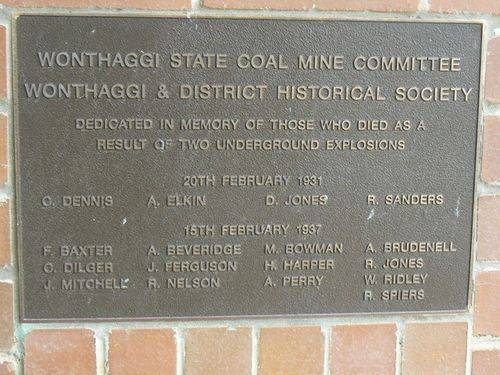 WONTHAGGI STATE COAL MINE COMMITTEE
WONTHAGGI & DISTRICT HISTORICAL SOCIETY
DEDICATED IN MEMORY OF THOSE WHO DIED AS A
RESULT OF TWO UNDERGROUND EXPLOSIONS
20TH FEBRUARY 1931
C. DENNIS A. ELKIN D. JONES R. SANDERS
15TH FEBRUARY 1937
F. BAXTER A. BEVERIDGE M. BOWMAN A. BRUDENELL
C. DILGER J. FERGUSON H. HARPER R. JONES
J. MITCHELL R. NELSON A. PERRY W. RIDLEY
R. SPIERS